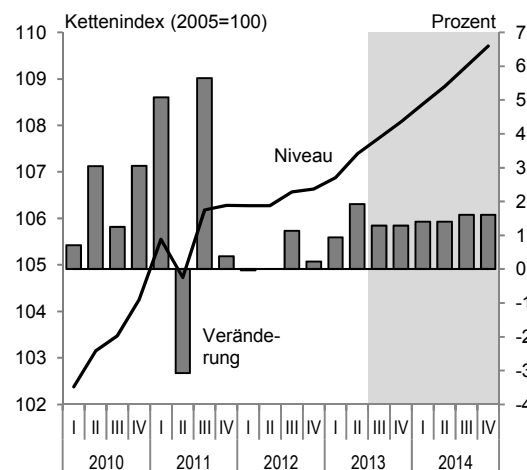 Kettenindex (2005=100) Prozent
110 7
109 6
108 5
107 4
106 3
105 2
104 1
103 0
102 -1
-2
-3
-4
Niveau
Verände-
rung
I II III IV I II III IV I II III IV I II III IV I II III IV
2010 2011 2012 2013 2014